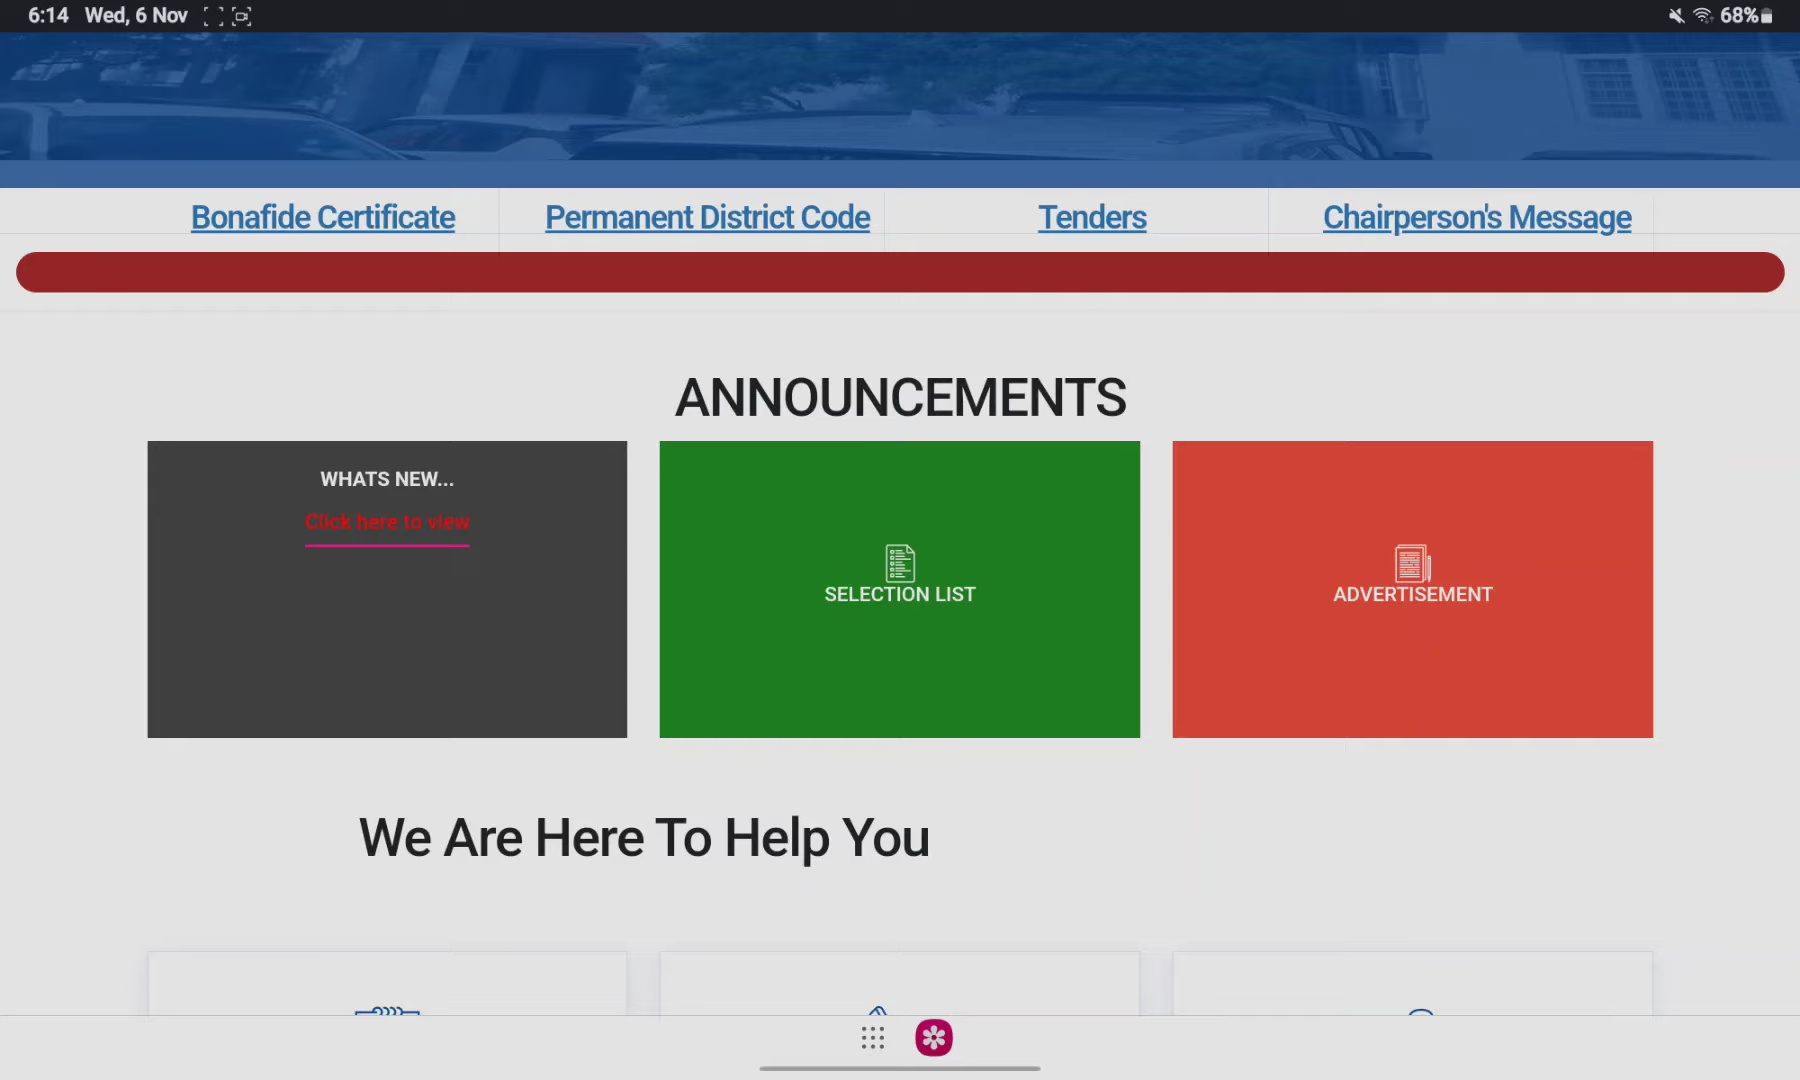 6:14 Wed, 6 Nov 68%
Bonafide Certificate Permanent District Code Tenders Chairperson's Message
ANNOUNCEMENTS
WHATS NEW...
Click here to view
SELECTION LIST
ADVERTISEMENT
We Are Here To Help You